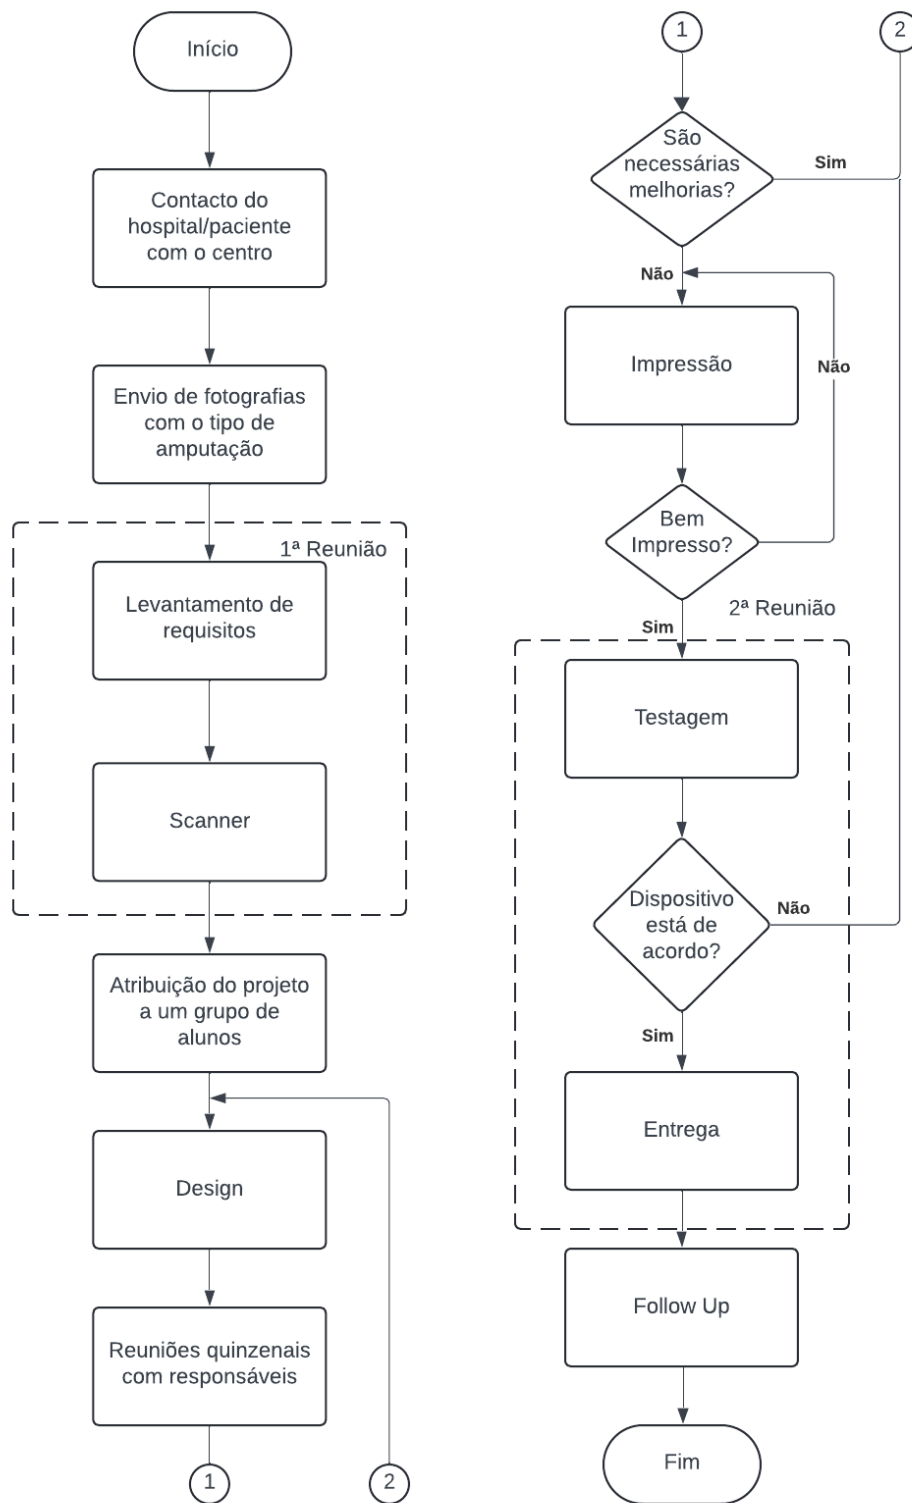 Início
Contacto do
hospital/paciente
com o centro
Envio de fotografias
com o tipo de
amputação
1ª Reunião
Levantamento de
requisitos
Scanner
Atribuição do projeto
a um grupo de
alunos
Design
Reuniões quinzenais
com responsáveis
1
2
1
2
São
necessárias
melhorias?
Sim
Não
Impressão
Não
Bem
Impresso?
2ª Reunião
Sim
Testagem
Dispositivo
está de
acordo?
Não
Sim
Entrega
Follow Up
Fim